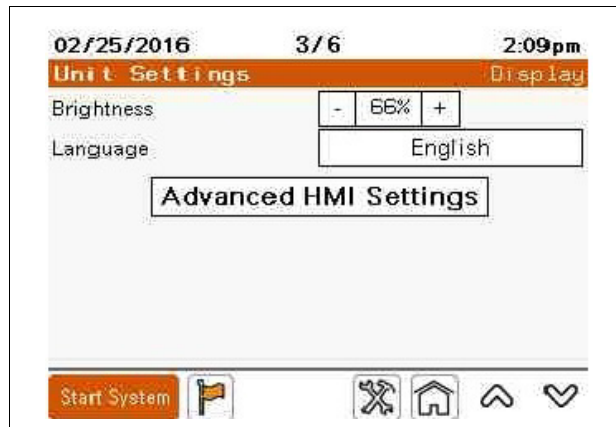 02/25/2016 3/6 2:09pm
Unit Settings Display
Brightness - 66% +
Language English
Advanced HMI Settings
Start System